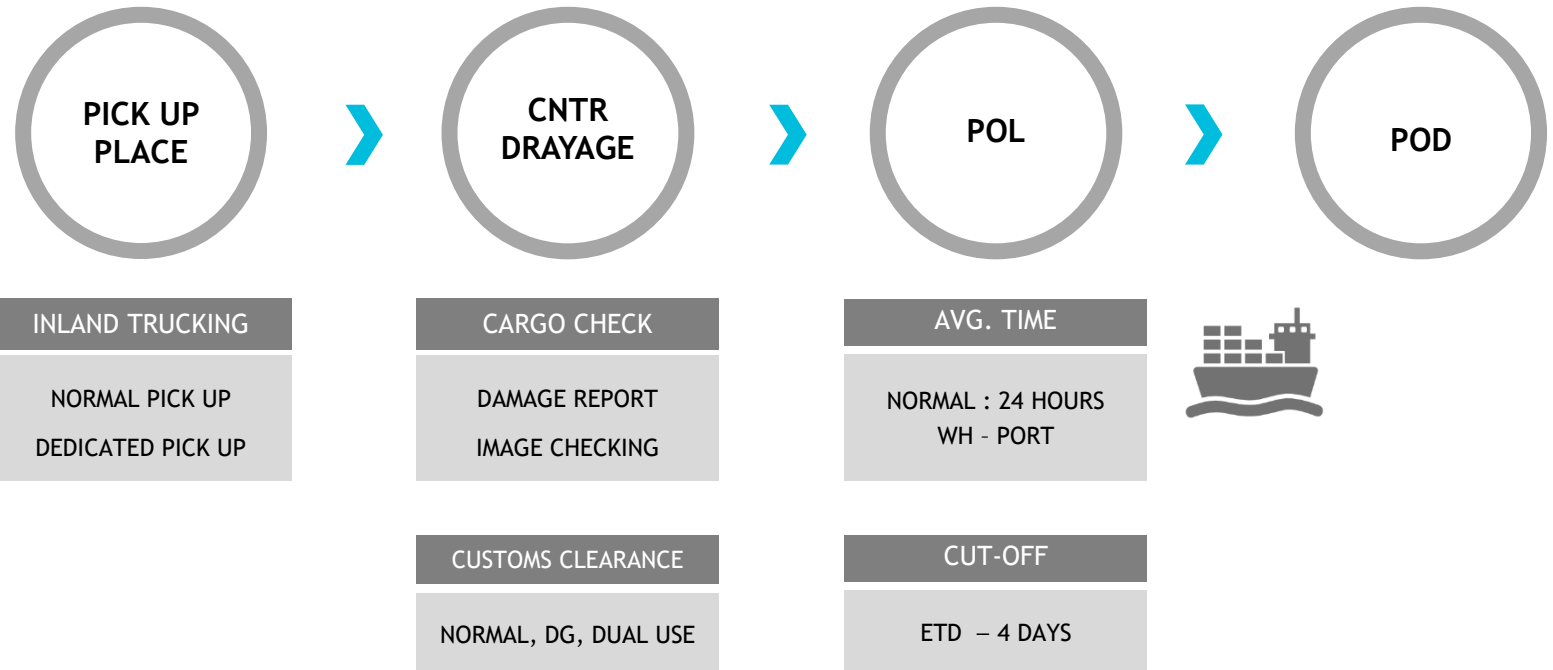 PICK UP
PLACE
CNTR
DRAYAGE
POL
POD
INLAND TRUCKING
NORMAL PICK UP
DEDICATED PICK UP
CARGO CHECK
DAMAGE REPORT
IMAGE CHECKING
AVG. TIME
NORMAL : 24 HOURS
WH – PORT
CUSTOMS CLEARANCE
NORMAL, DG, DUAL USE
CUT-OFF
ETD – 4 DAYS